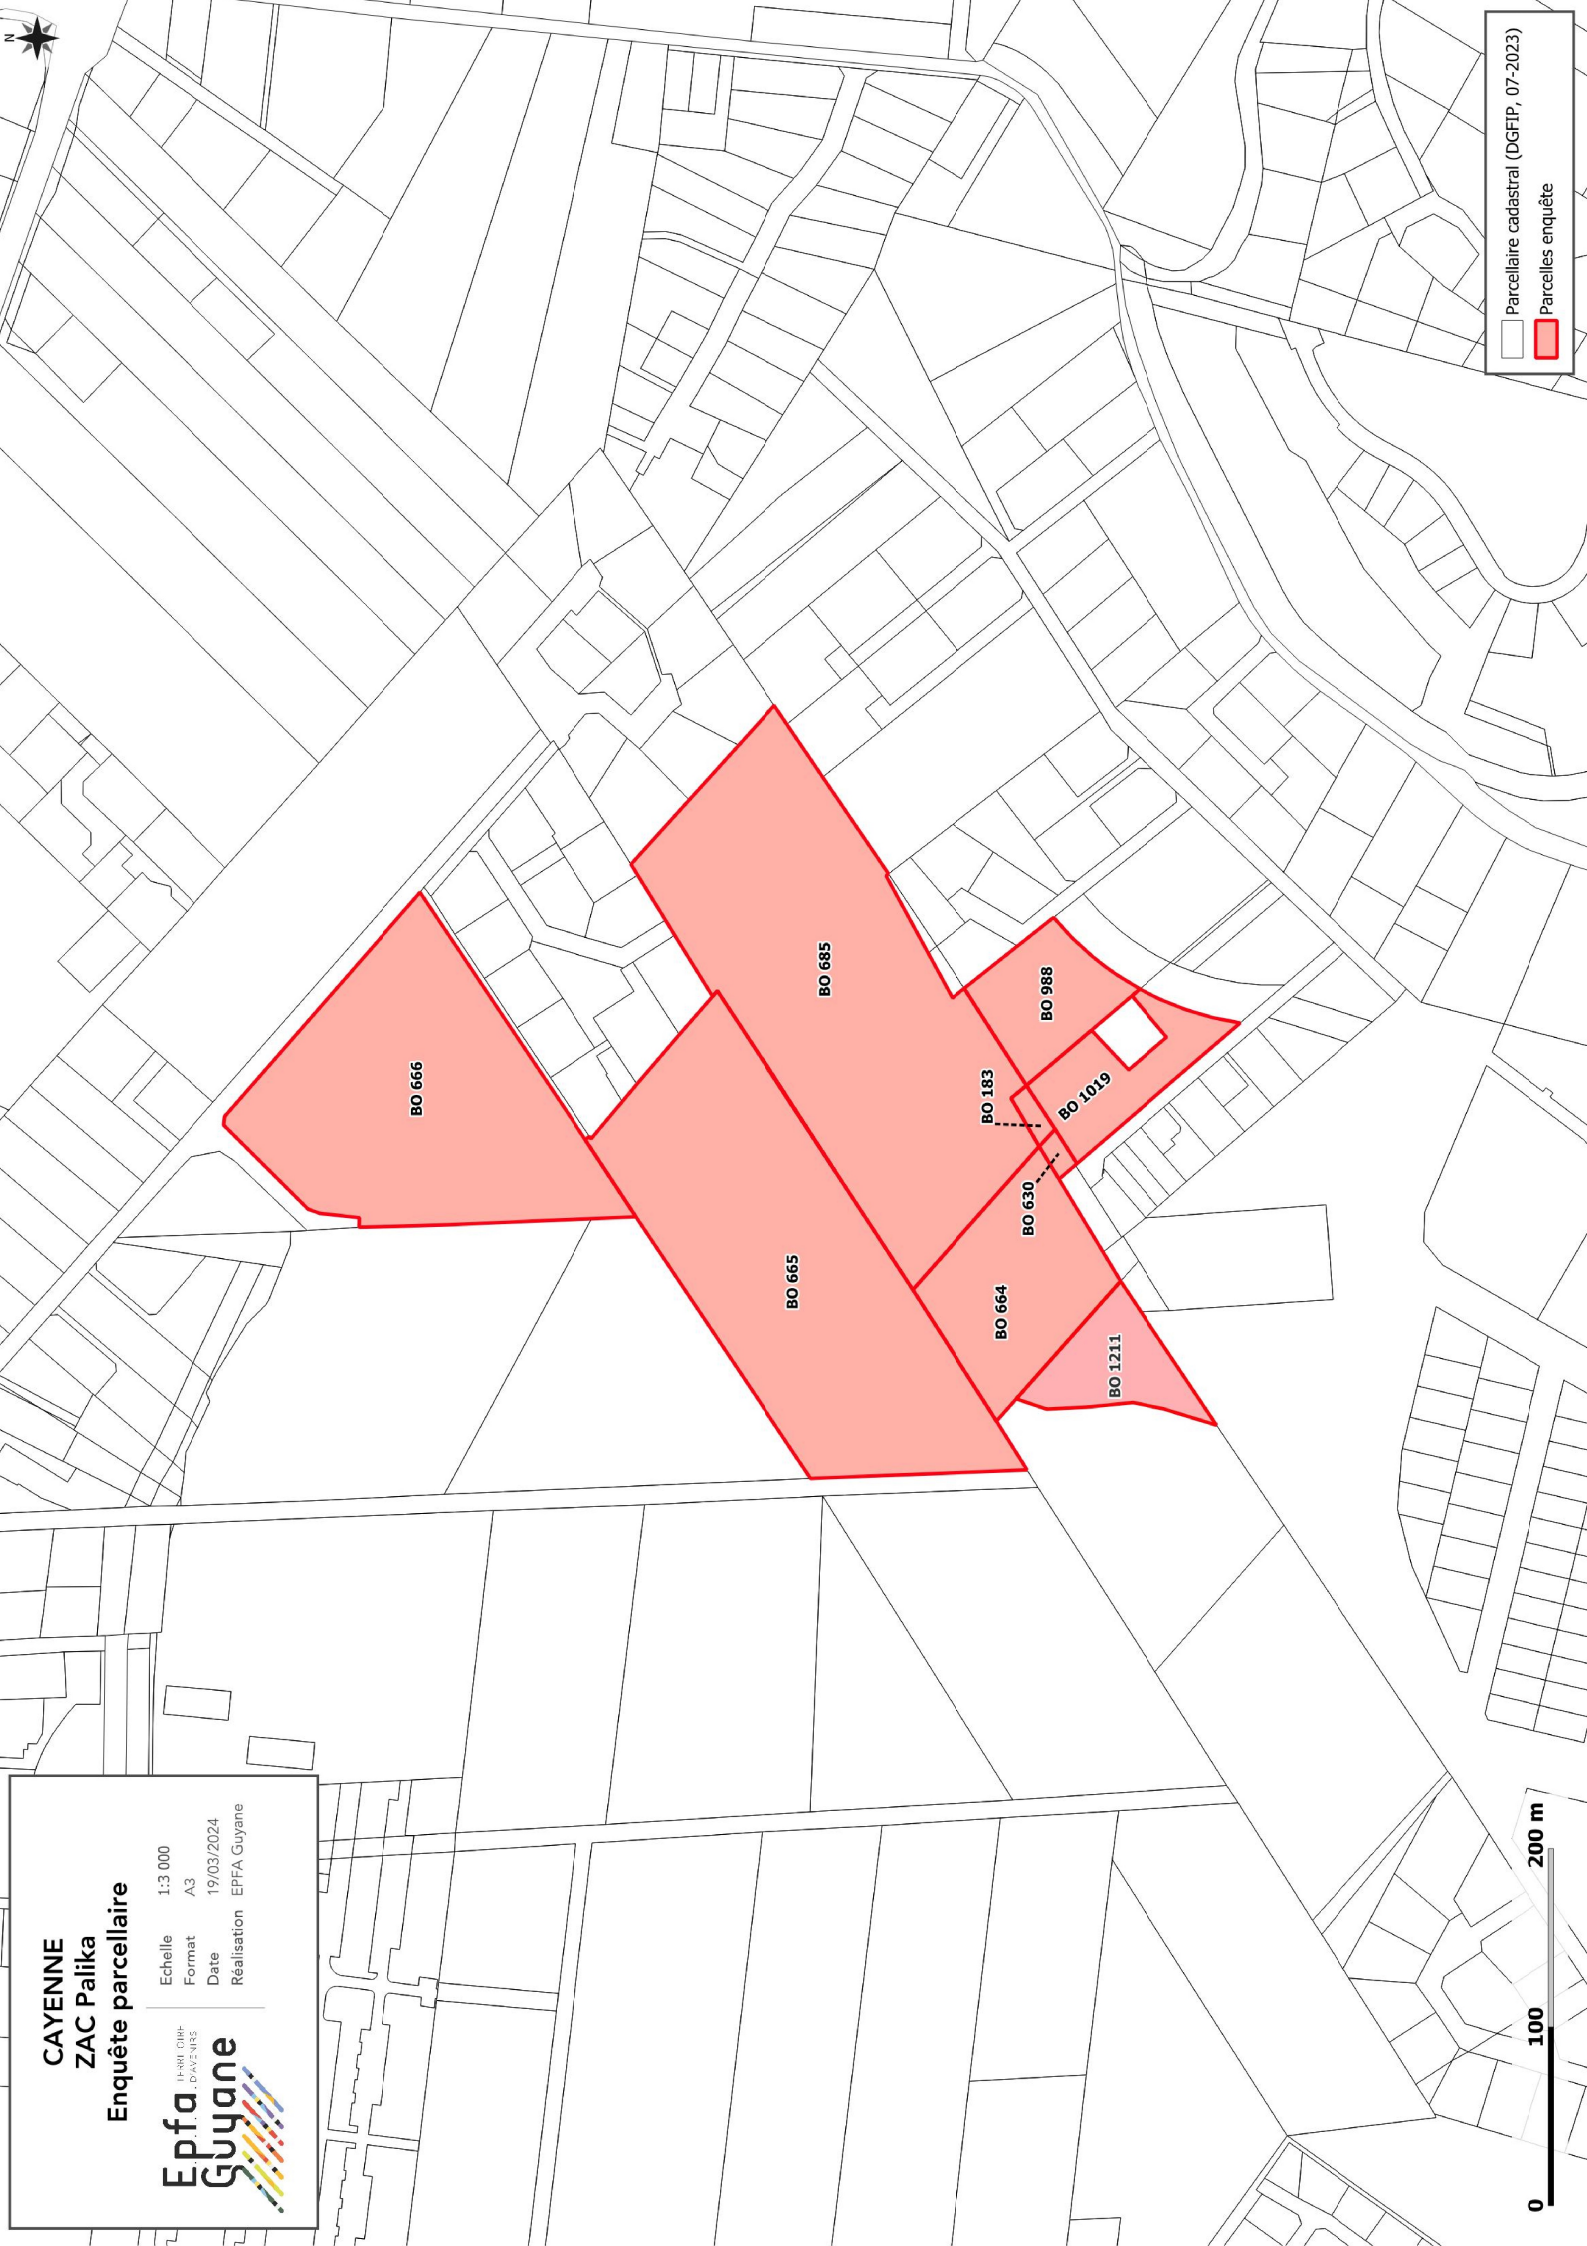 CAYENNE
ZAC Palika
Enquête parcellaire
Epfa TERRITOIRE
D'AVENIRS
Guyane
Echelle 1:3 000
Format A3
Date 19/03/2024
Réalisation EPFA Guyane
N
BO 666
BO 685
BO 988
BO 183
BO 1019
BO 665
BO 630
BO 664
BO 1211
0 100 200 m
Parcellaire cadastral (DGFIP, 07-2023)
Parcelles enquête